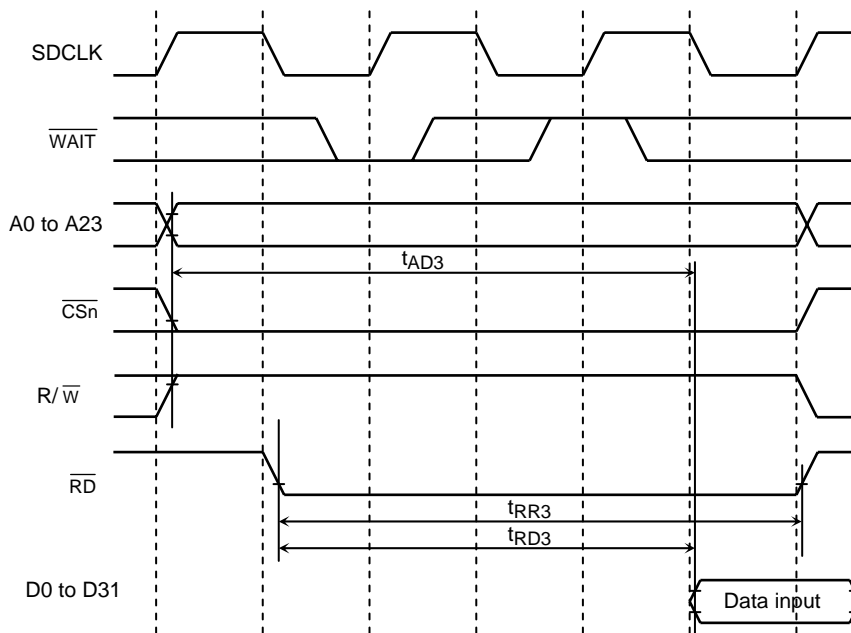 SDCLK
WAIT
A0 to A23
tAD3
CSn
R/W
RD
tRR3
tRD3
D0 to D31
Data input